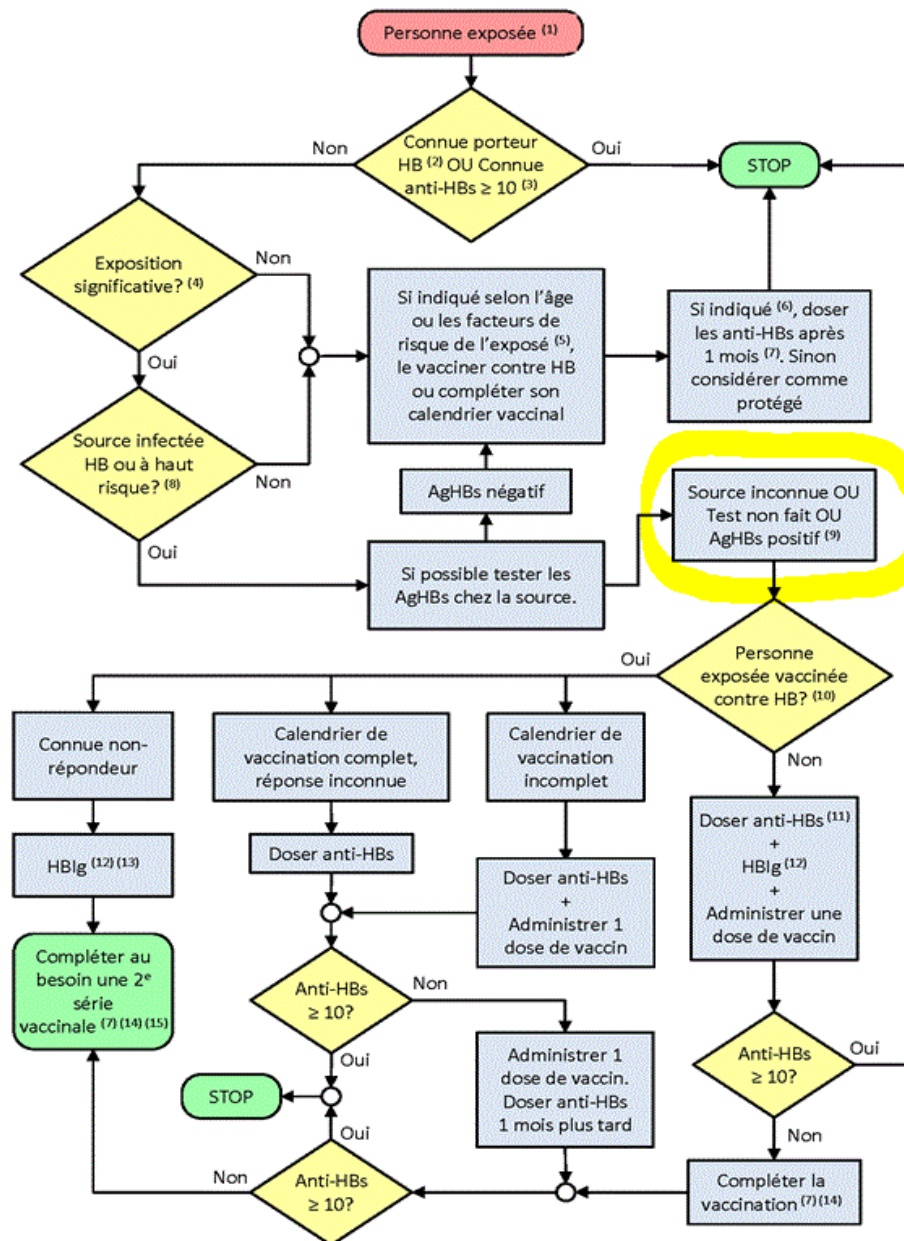 Personne exposée (1)
Non
Connue porteur
HB (2) OU Connue
anti-HBs ≥ 10 (3)
Oui
STOP
Exposition
significative? (4)
Non
Oui
Si indiqué selon l'âge
ou les facteurs de
risque de l'exposé (5),
le vacciner contre HB
ou compléter son
calendrier vaccinal
Si indiqué (6), doser
les anti-HBs après
1 mois (7). Sinon
considérer comme
protégé
Source infectée
HB ou à haut
risque? (8)
Non
Oui
AgHBs négatif
Si possible tester les
AgHBs chez la source.
Source inconnue OU
Test non fait OU
AgHBs positif (9)
Personne
exposée vaccinée
contre HB? (10)
Oui
Non
Connue non-
répondeur
Calendrier de
vaccination complet,
réponse inconnue
Calendrier de
vaccination
incomplet
HBIg (12) (13)
Doser anti-HBs
Doser anti-HBs
+
Administrer 1
dose de vaccin
Doser anti-HBs (11)
+
HBIg (12)
+
Administrer une
dose de vaccin
Compléter au
besoin une 2e
série
vaccinale (7) (14) (15)
Anti-HBs
≥ 10?
Non
Oui
Administrer 1
dose de vaccin.
Doser anti-HBs
1 mois plus tard
Anti-HBs
≥ 10?
Oui
Non
STOP
Oui
Anti-HBs
≥ 10?
Non
Compléter la
vaccination (7) (14)